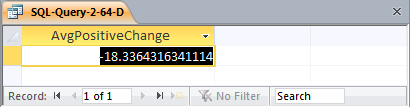 SQL-Query-2-64-D
AvgPositiveChange
-18.3364316341114
Record: 1 of 1 No Filter Search